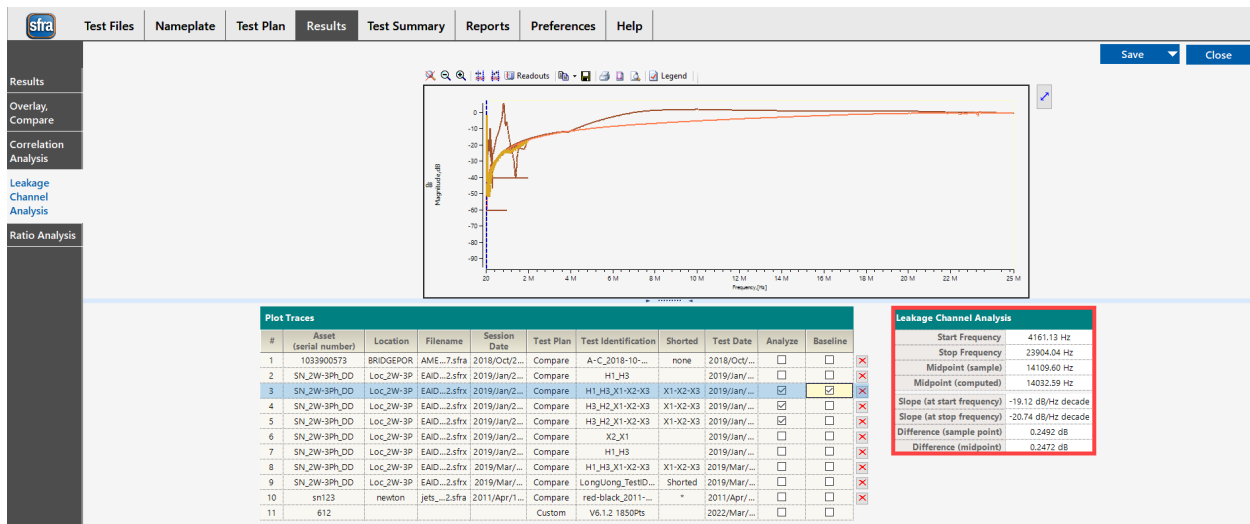 sfra Test Files Nameplate Test Plan Results Test Summary Reports Preferences Help
Save Close
Results
Overlay,
Compare
Correlation
Analysis
Leakage
Channel
Analysis
Ratio Analysis
Readouts Legend
dB
Magnitude,dB
0
-10
-20
-30
-40
-50
-60
-70
-80
-90
20 2 M 4 M 6 M 8 M 10 M 12 M 14 M 16 M 18 M 20 M 22 M 25 M
Frequency,[Hz]
Plot Traces
# Asset (serial number) Location Filename Session Date Test Plan Test Identification Shorted Test Date Analyze Baseline
1 1033900573 BRIDGEPOR AME...7.sfra 2018/Oct/2... Compare A-C_2018-10-... none 2018/Oct/...
2 SN_2W-3Ph_DD Loc_2W-3P EAID...2.sfrx 2019/Jan/2... Compare H1_H3 2019/Jan/...
3 SN_2W-3Ph_DD Loc_2W-3P EAID...2.sfrx 2019/Jan/2... Compare H1_H3_X1-X2-X3 X1-X2-X3 2019/Jan/...
4 SN_2W-3Ph_DD Loc_2W-3P EAID...2.sfrx 2019/Jan/2... Compare H3_H2_X1-X2-X3 X1-X2-X3 2019/Jan/...
5 SN_2W-3Ph_DD Loc_2W-3P EAID...2.sfrx 2019/Jan/2... Compare H3_H2_X1-X2-X3 X1-X2-X3 2019/Jan/...
6 SN_2W-3Ph_DD Loc_2W-3P EAID...2.sfrx 2019/Jan/2... Compare X2_X1 2019/Jan/...
7 SN_2W-3Ph_DD Loc_2W-3P EAID...2.sfrx 2019/Jan/2... Compare H1_H3 2019/Jan/...
8 SN_2W-3Ph_DD Loc_2W-3P EAID...2.sfrx 2019/Mar/... Compare H1_H3_X1-X2-X3 X1-X2-X3 2019/Mar/...
9 SN_2W-3Ph_DD Loc_2W-3P EAID...2.sfrx 2019/Mar/... Compare LongUong_TestID... Shorted 2019/Mar/...
10 sn123 newton jets_...2.sfra 2011/Apr/1... Compare red-black_2011-... * 2011/Apr/...
11 612 Custom V6.1.2 1850Pts 2022/Mar/...
Leakage Channel Analysis
Start Frequency 4161.13 Hz
Stop Frequency 23904.04 Hz
Midpoint (sample) 14109.60 Hz
Midpoint (computed) 14032.59 Hz
Slope (at start frequency) -19.12 dB/Hz decade
Slope (at stop frequency) -20.74 dB/Hz decade
Difference (sample point) 0.2492 dB
Difference (midpoint) 0.2472 dB